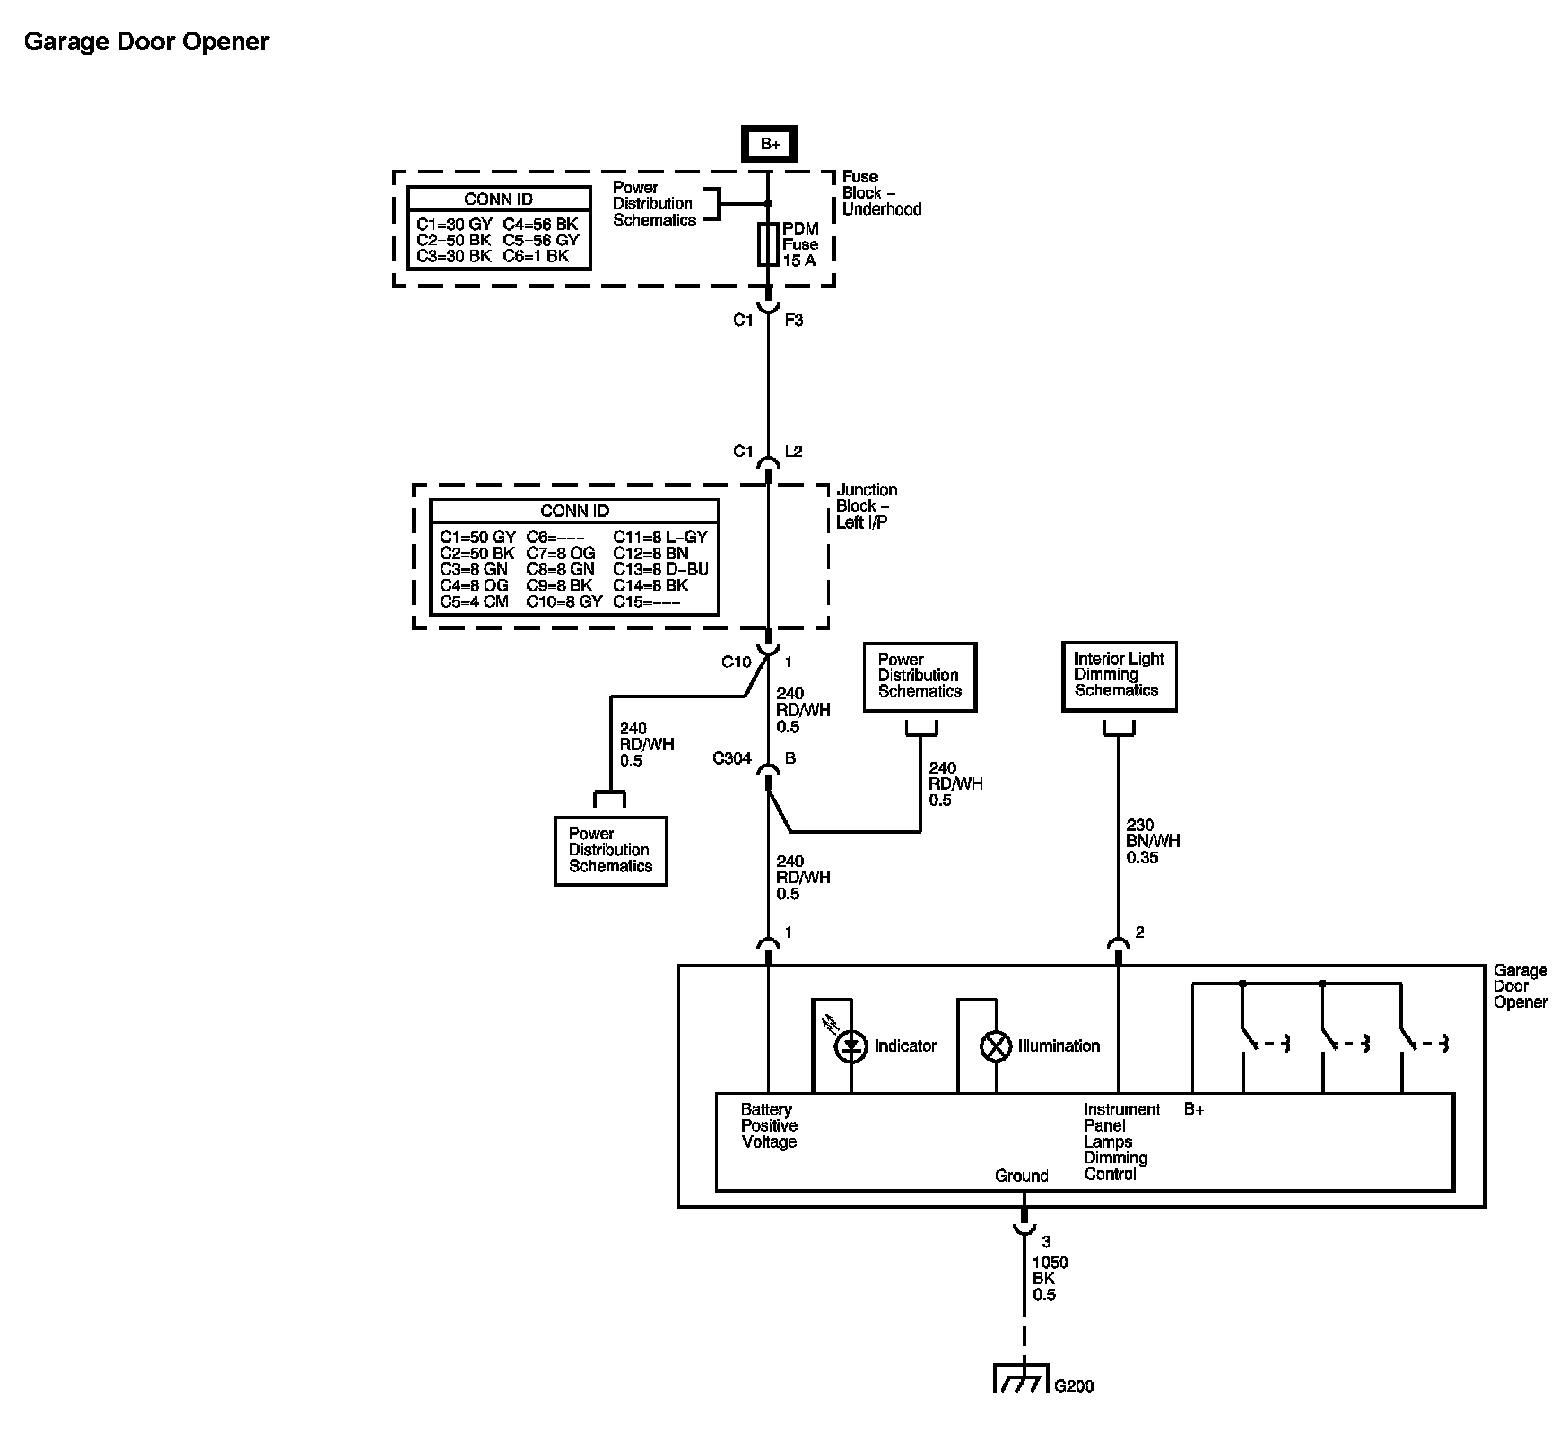 Garage Door Opener
B+
Fuse
Block –
Underhood
CONN ID
C1=30 GY C4=56 BK
C2=50 BK C5=56 GY
C3=30 BK C6=1 BK
Power
Distribution
Schematics
PDM
Fuse
15 A
C1 F3
C1 L2
Junction
Block –
Left I/P
CONN ID
C1=50 GY C6=--- C11=8 L-GY
C2=50 BK C7=8 OG C12=8 BN
C3=8 GN C8=8 GN C13=8 D-BU
C4=8 OG C9=8 BK C14=8 BK
C5=4 CM C10=8 GY C15=---
C10 1
240
RD/WH
0.5
240
RD/WH
0.5
Power
Distribution
Schematics
Interior Light
Dimming
Schematics
C304 B
240
RD/WH
0.5
Power
Distribution
Schematics
230
BN/WH
0.35
240
RD/WH
0.5
1
2
Garage
Door
Opener
Indicator
Illumination
Battery
Positive
Voltage
Instrument
Panel
Lamps
Dimming
Control
B+
Ground
3
1050
BK
0.5
G200